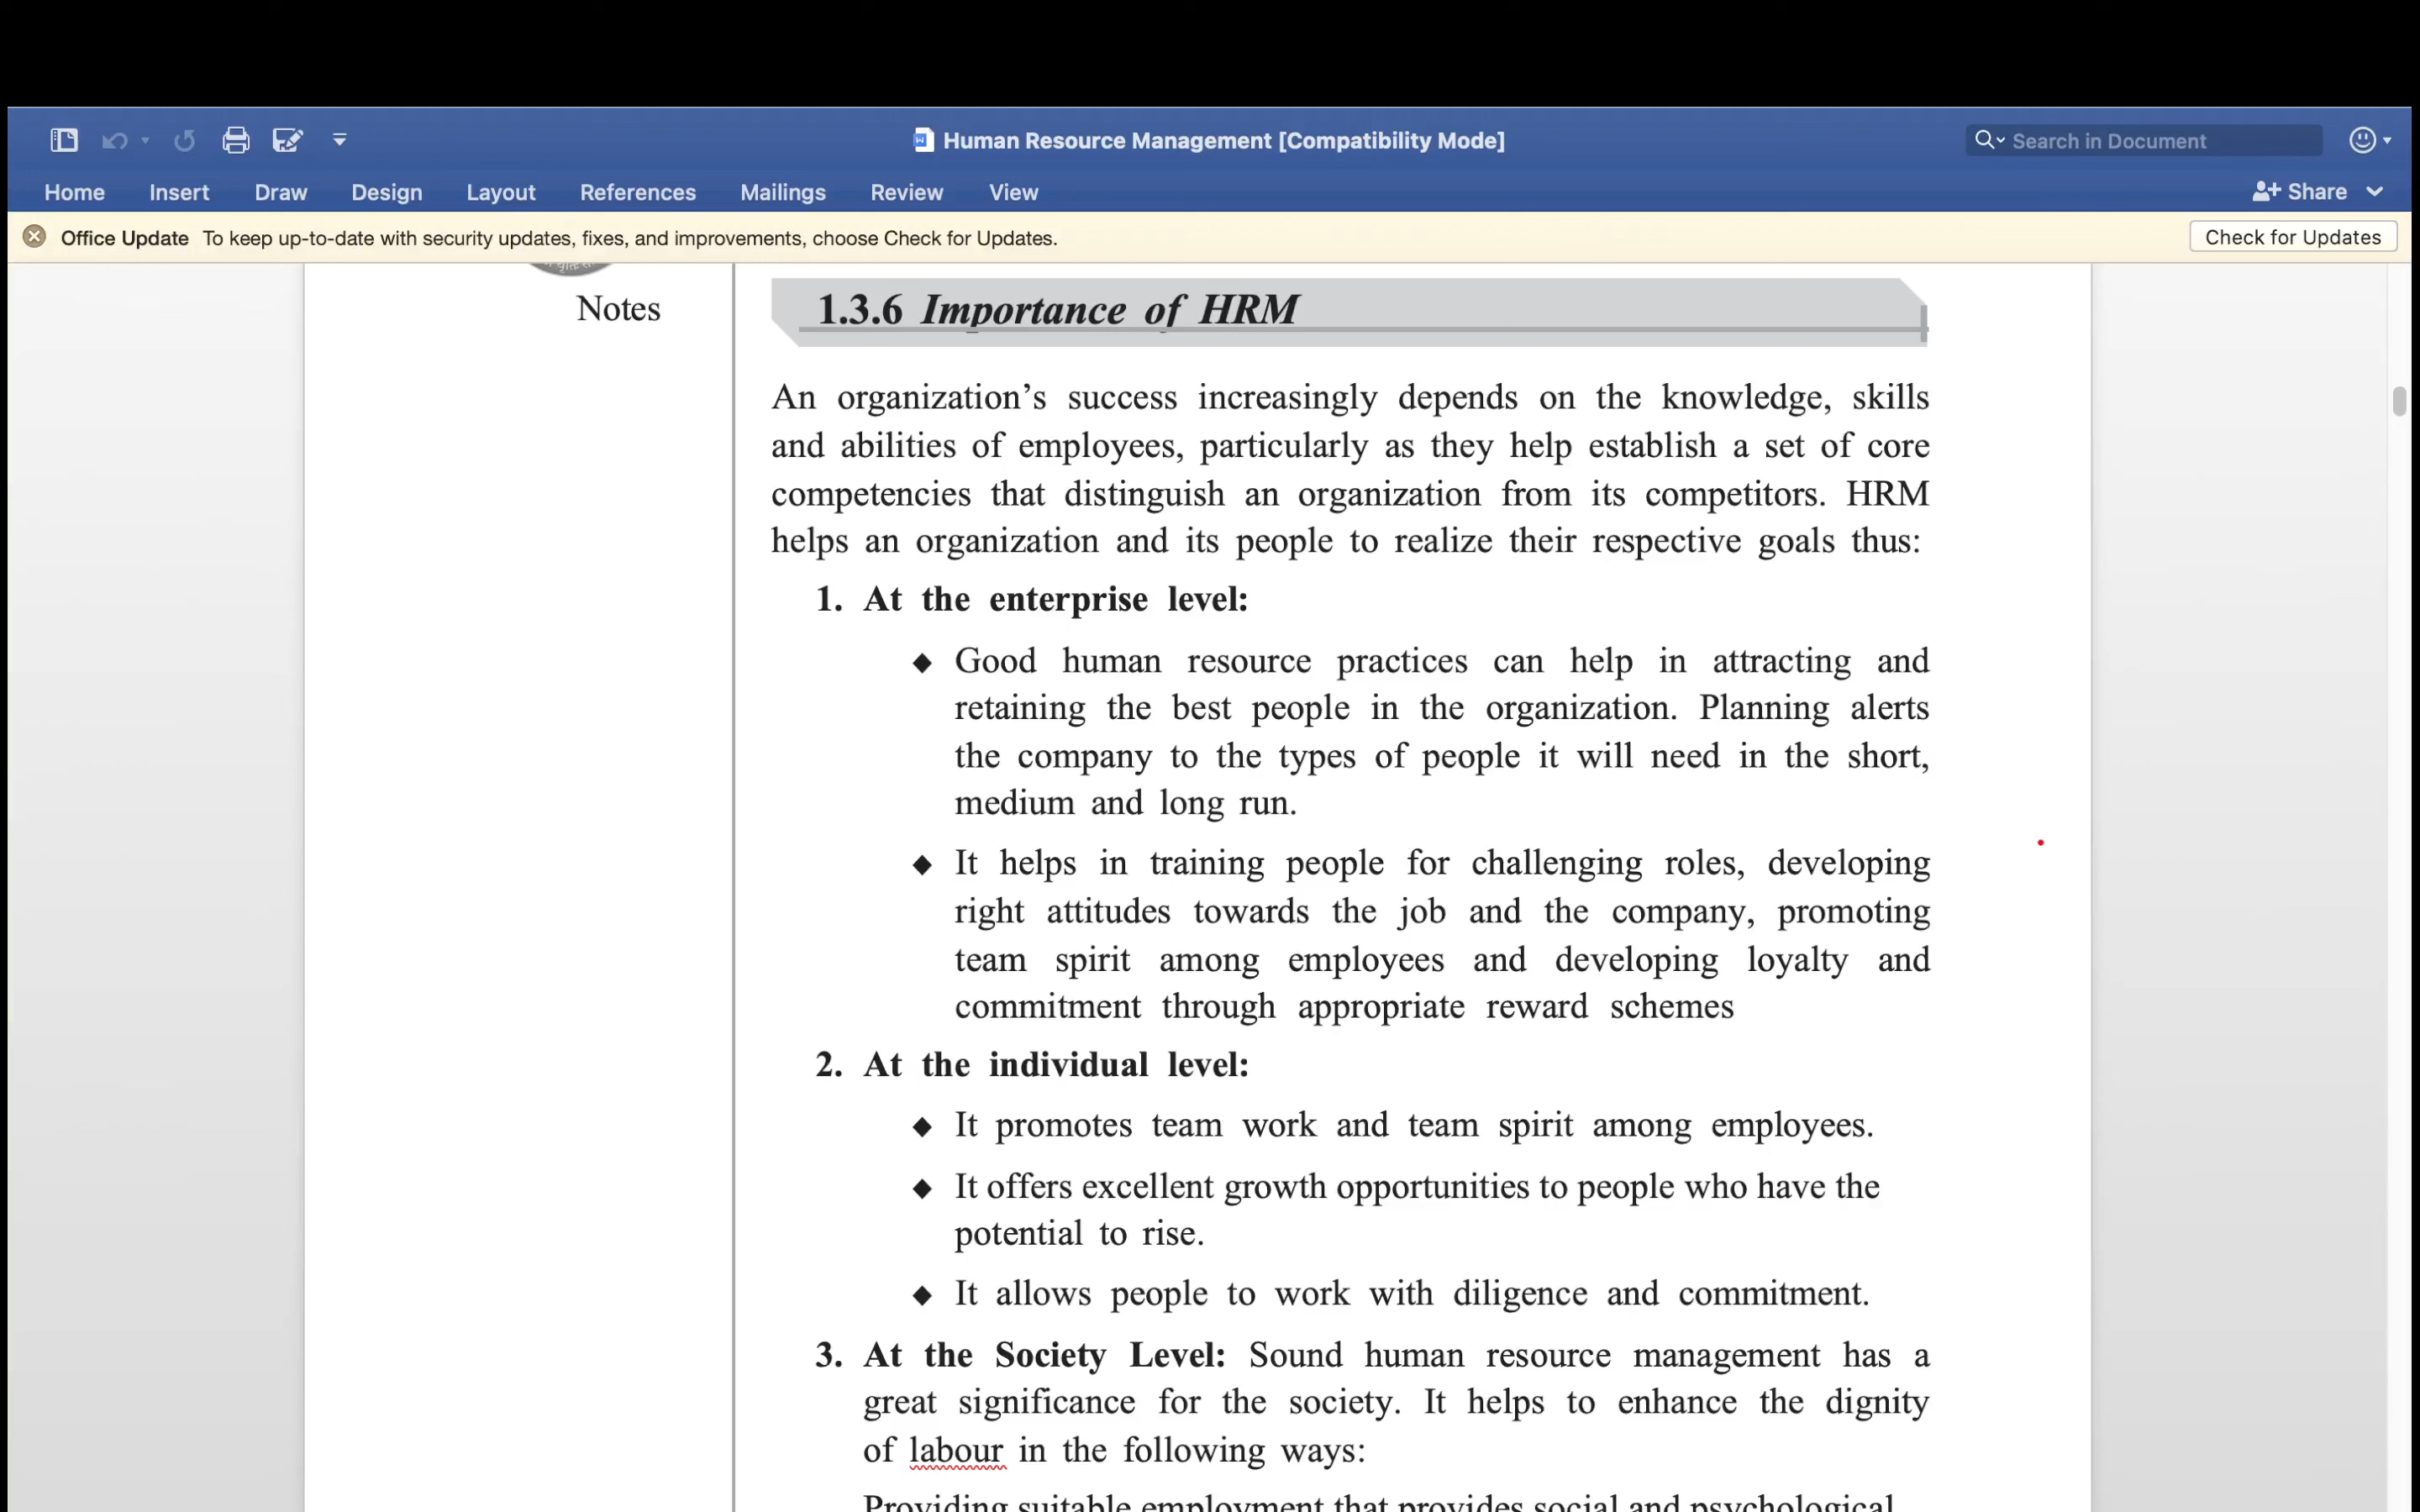 Human Resource Management [Compatibility Mode]
Search in Document
Home Insert Draw Design Layout References Mailings Review View
Share
Office Update To keep up-to-date with security updates, fixes, and improvements, choose Check for Updates.
Check for Updates
Notes
1.3.6 Importance of HRM
An organization’s success increasingly depends on the knowledge, skills
and abilities of employees, particularly as they help establish a set of core
competencies that distinguish an organization from its competitors. HRM
helps an organization and its people to realize their respective goals thus:
1. At the enterprise level:
◆ Good human resource practices can help in attracting and
retaining the best people in the organization. Planning alerts
the company to the types of people it will need in the short,
medium and long run.
◆ It helps in training people for challenging roles, developing
right attitudes towards the job and the company, promoting
team spirit among employees and developing loyalty and
commitment through appropriate reward schemes
2. At the individual level:
◆ It promotes team work and team spirit among employees.
◆ It offers excellent growth opportunities to people who have the
potential to rise.
◆ It allows people to work with diligence and commitment.
3. At the Society Level: Sound human resource management has a
great significance for the society. It helps to enhance the dignity
of labour in the following ways:
Providing suitable employment that provides social and psychological